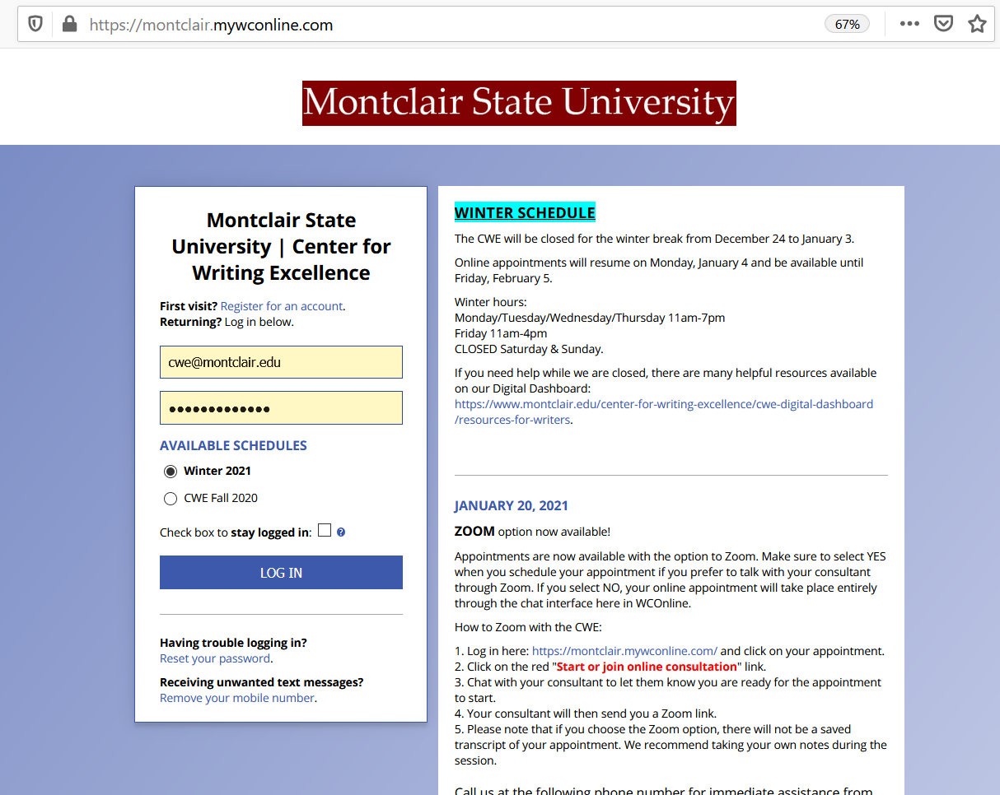 https://montclair.mywconline.com
67%
Montclair State University
Montclair State
University | Center for
Writing Excellence
First visit? Register for an account.
Returning? Log in below.
cwe@montclair.edu
•••••••••••••
AVAILABLE SCHEDULES
Winter 2021
CWE Fall 2020
Check box to stay logged in: ?
LOG IN
Having trouble logging in?
Reset your password.
Receiving unwanted text messages?
Remove your mobile number.
WINTER SCHEDULE
The CWE will be closed for the winter break from December 24 to January 3.
Online appointments will resume on Monday, January 4 and be available until
Friday, February 5.
Winter hours:
Monday/Tuesday/Wednesday/Thursday 11am-7pm
Friday 11am-4pm
CLOSED Saturday & Sunday.
If you need help while we are closed, there are many helpful resources available
on our Digital Dashboard:
https://www.montclair.edu/center-for-writing-excellence/cwe-digital-dashboard
/resources-for-writers.
JANUARY 20, 2021
ZOOM option now available!
Appointments are now available with the option to Zoom. Make sure to select YES
when you schedule your appointment if you prefer to talk with your consultant
through Zoom. If you select NO, your online appointment will take place entirely
through the chat interface here in WCOnline.
How to Zoom with the CWE:
1. Log in here: https://montclair.mywconline.com/ and click on your appointment.
2. Click on the red "Start or join online consultation" link.
3. Chat with your consultant to let them know you are ready for the appointment
to start.
4. Your consultant will then send you a Zoom link.
5. Please note that if you choose the Zoom option, there will not be a saved
transcript of your appointment. We recommend taking your own notes during the
session.
Call us at the following phone number for immediate assistance from